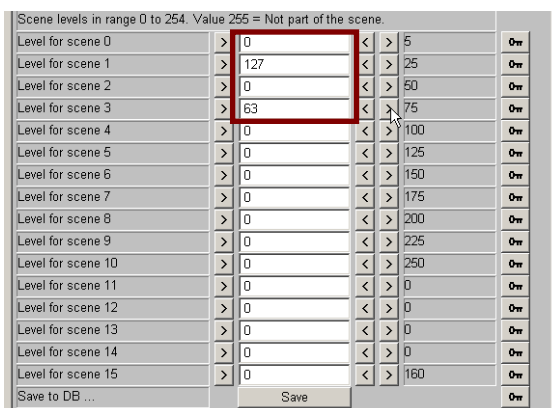 Scene levels in range 0 to 254. Value 255 = Not part of the scene.
Level for scene 0 > 0 < > 5
Level for scene 1 > 127 < > 25
Level for scene 2 > 0 < > 50
Level for scene 3 > 63 < > 75
Level for scene 4 > 0 < > 100
Level for scene 5 > 0 < > 125
Level for scene 6 > 0 < > 150
Level for scene 7 > 0 < > 175
Level for scene 8 > 0 < > 200
Level for scene 9 > 0 < > 225
Level for scene 10 > 0 < > 250
Level for scene 11 > 0 < > 0
Level for scene 12 > 0 < > 0
Level for scene 13 > 0 < > 0
Level for scene 14 > 0 < > 0
Level for scene 15 > 0 < > 160
Save to DB ... Save